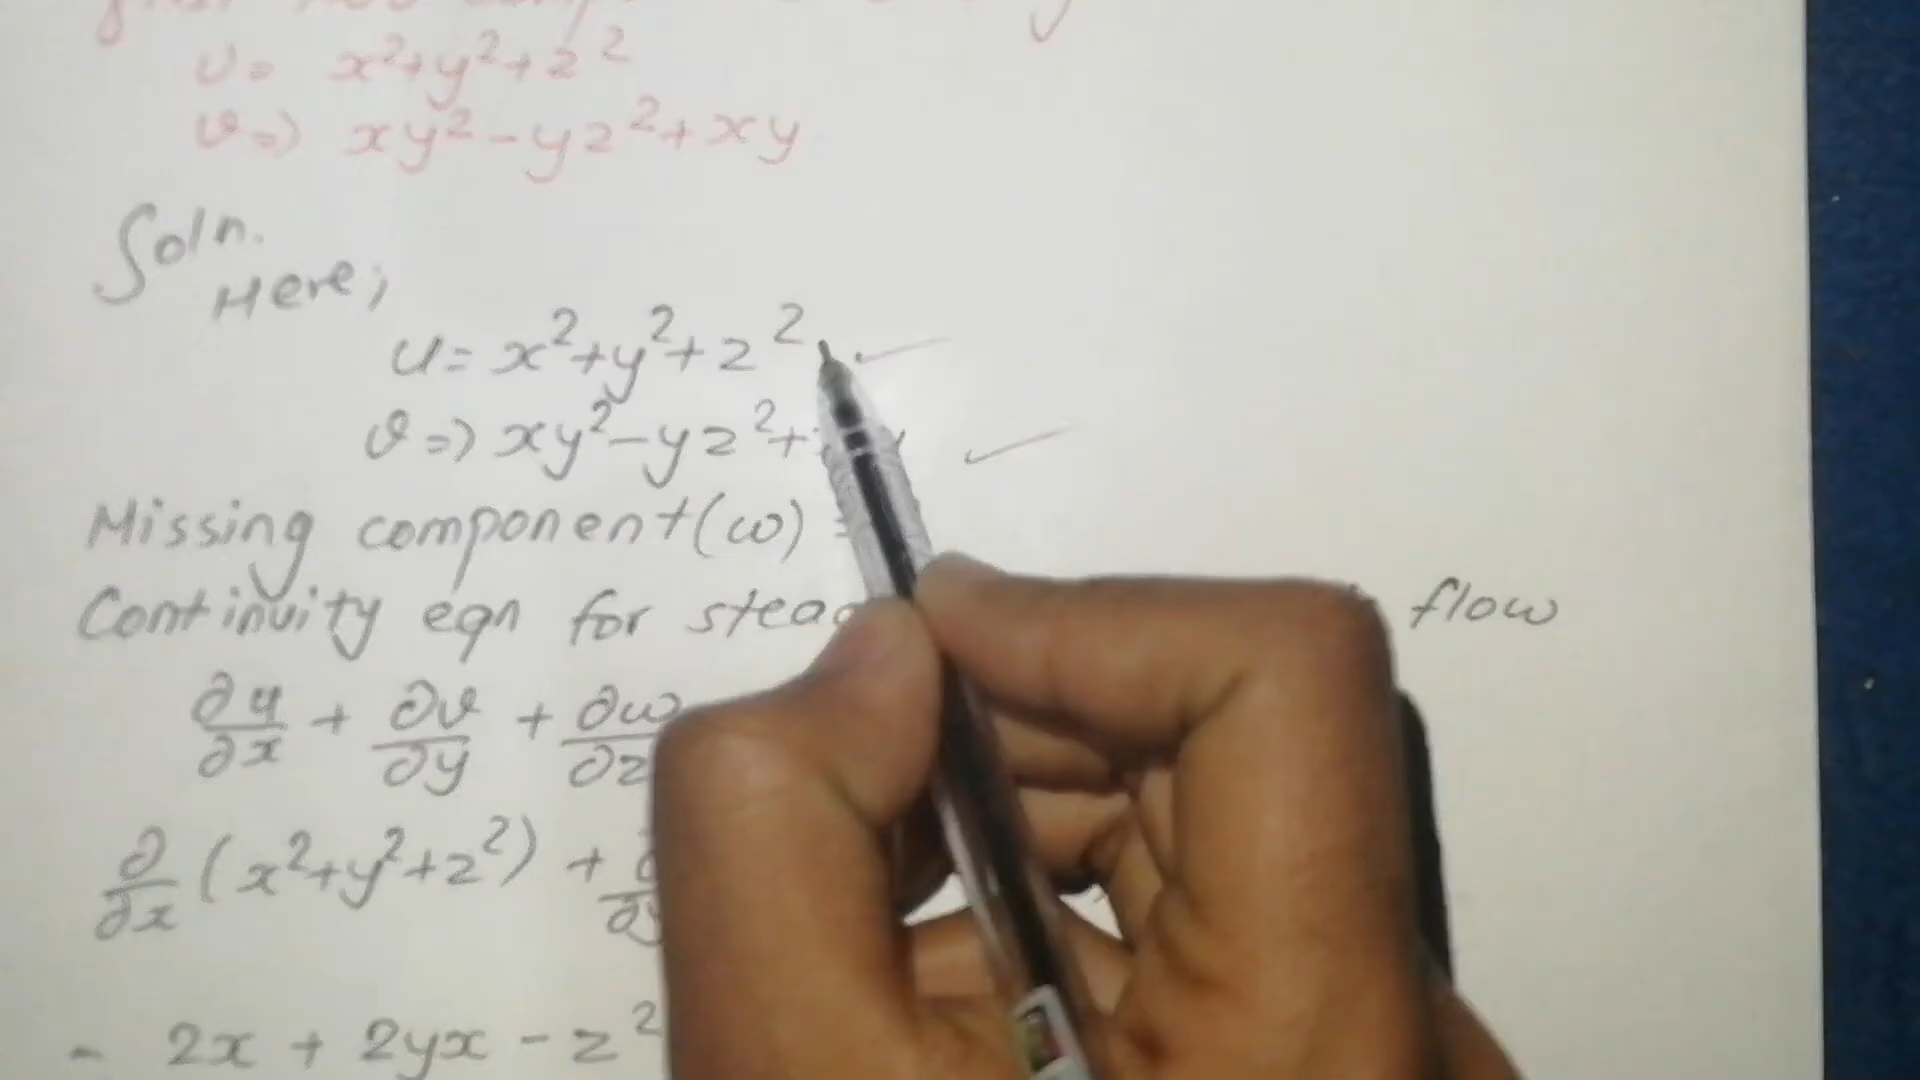 u= x²+y²+z²
v=) xy²-yz²+xy
Soln.
Here;
u= x²+y²+z²
v=) xy²-yz²+
Missing component(w)
Continuity eqn for flow
∂u/∂x + ∂v/∂y + ∂w/∂z
∂/∂x (x²+y²+z²) +
- 2x + 2yx - z²